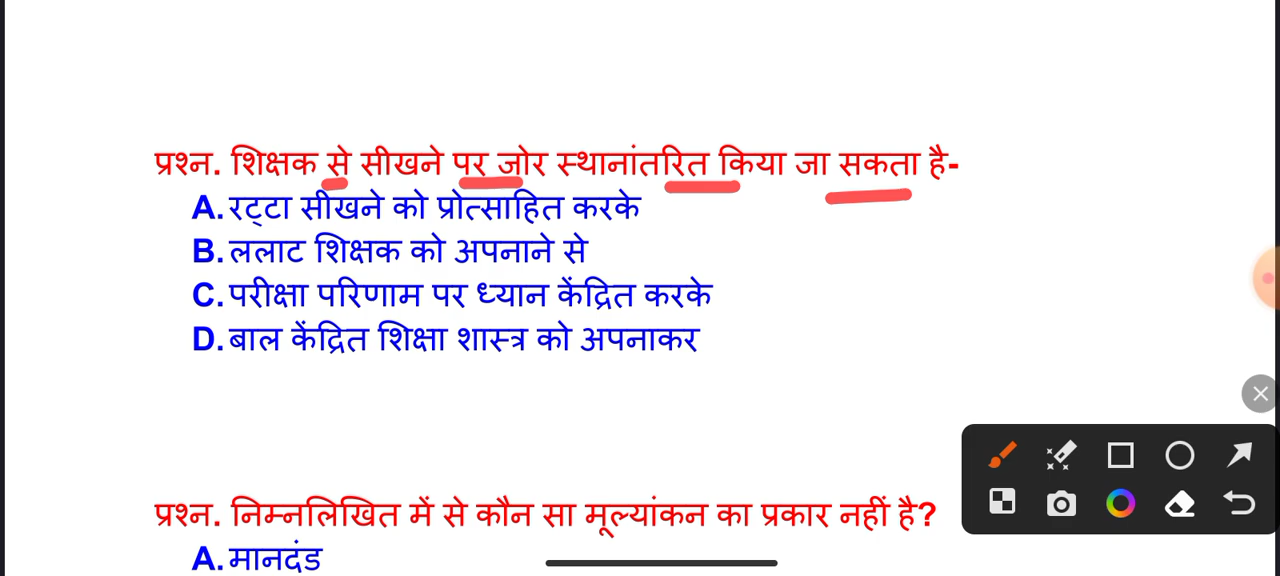 प्रश्न. शिक्षक से सीखने पर जोर स्थानांतरित किया जा सकता है-
A. रट्टा सीखने को प्रोत्साहित करके
B. ललाट शिक्षक को अपनाने से
C. परीक्षा परिणाम पर ध्यान केंद्रित करके
D. बाल केंद्रित शिक्षा शास्त्र को अपनाकर
प्रश्न. निम्नलिखित में से कौन सा मूल्यांकन का प्रकार नहीं है?
A. मानदंड